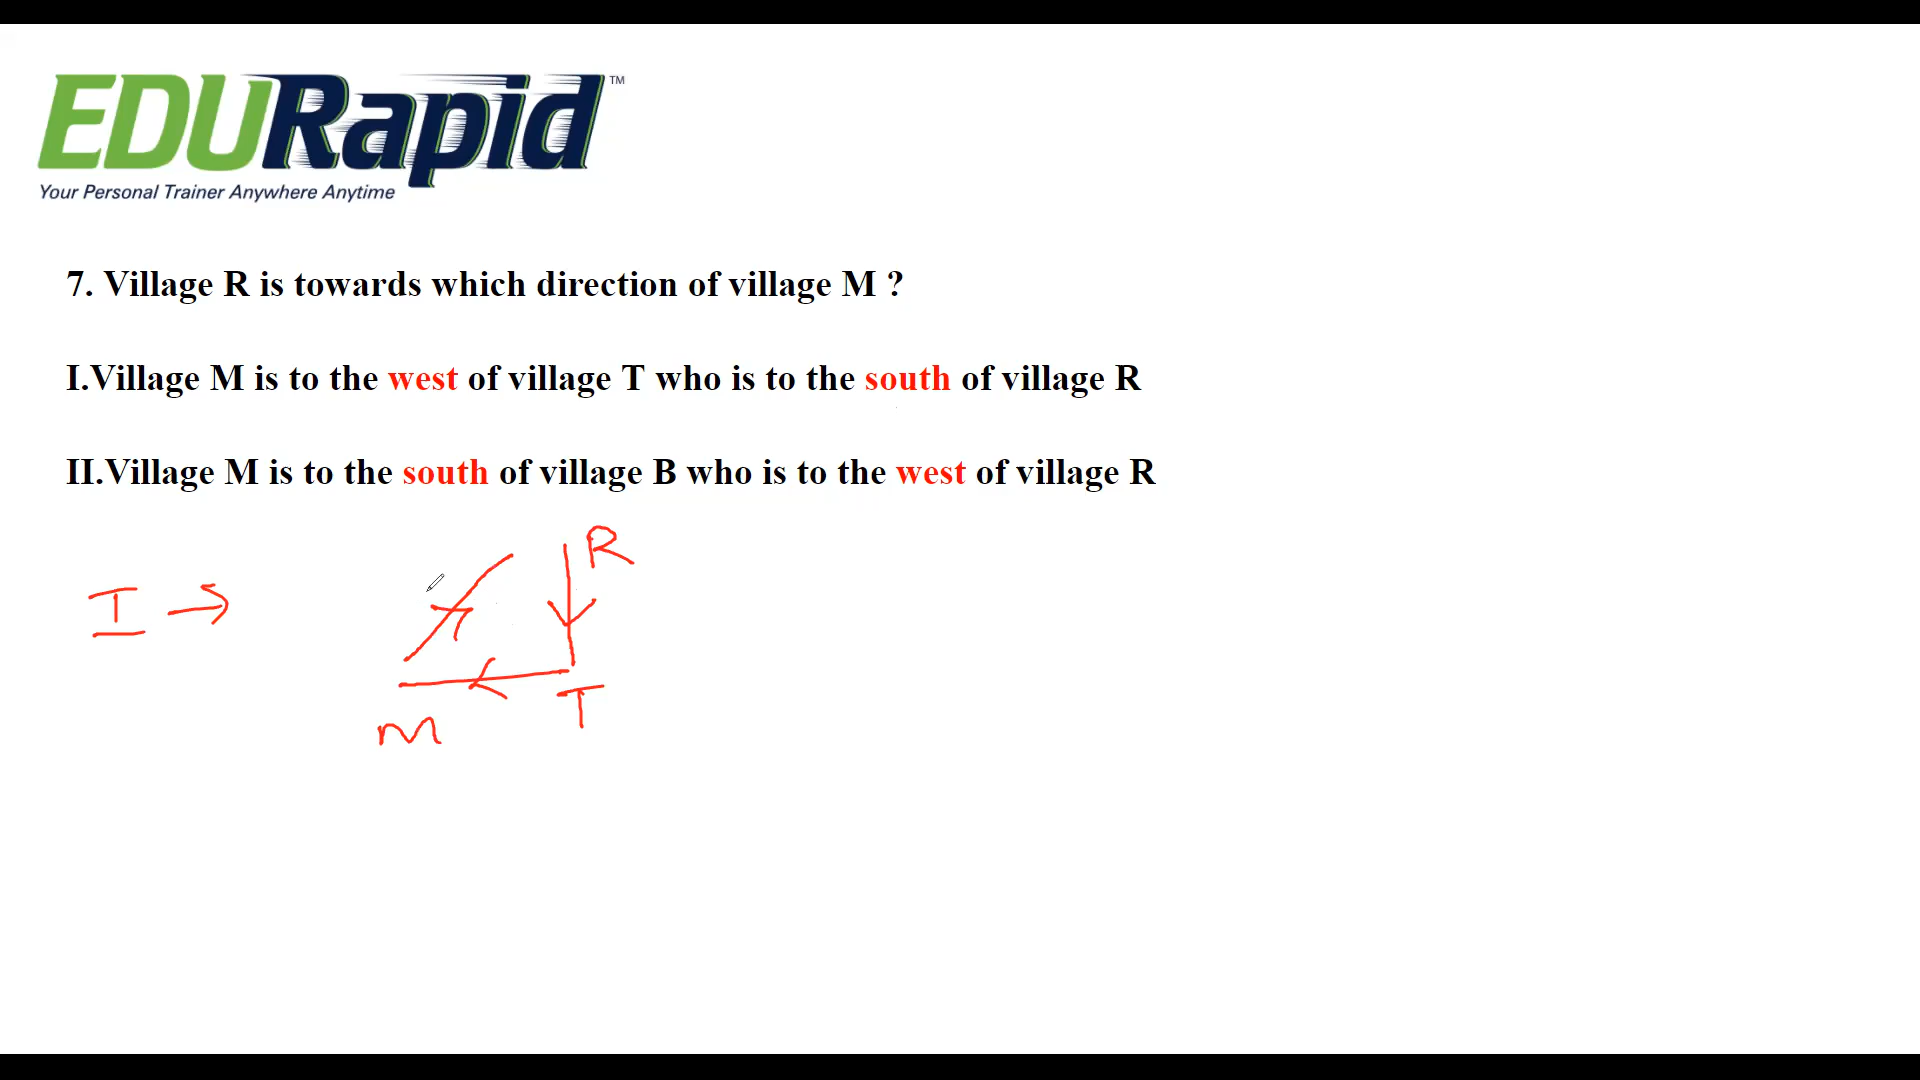 EDURapid™
Your Personal Trainer Anywhere Anytime
7. Village R is towards which direction of village M ?
I.Village M is to the west of village T who is to the south of village R
II.Village M is to the south of village B who is to the west of village R
R
I →
T
M